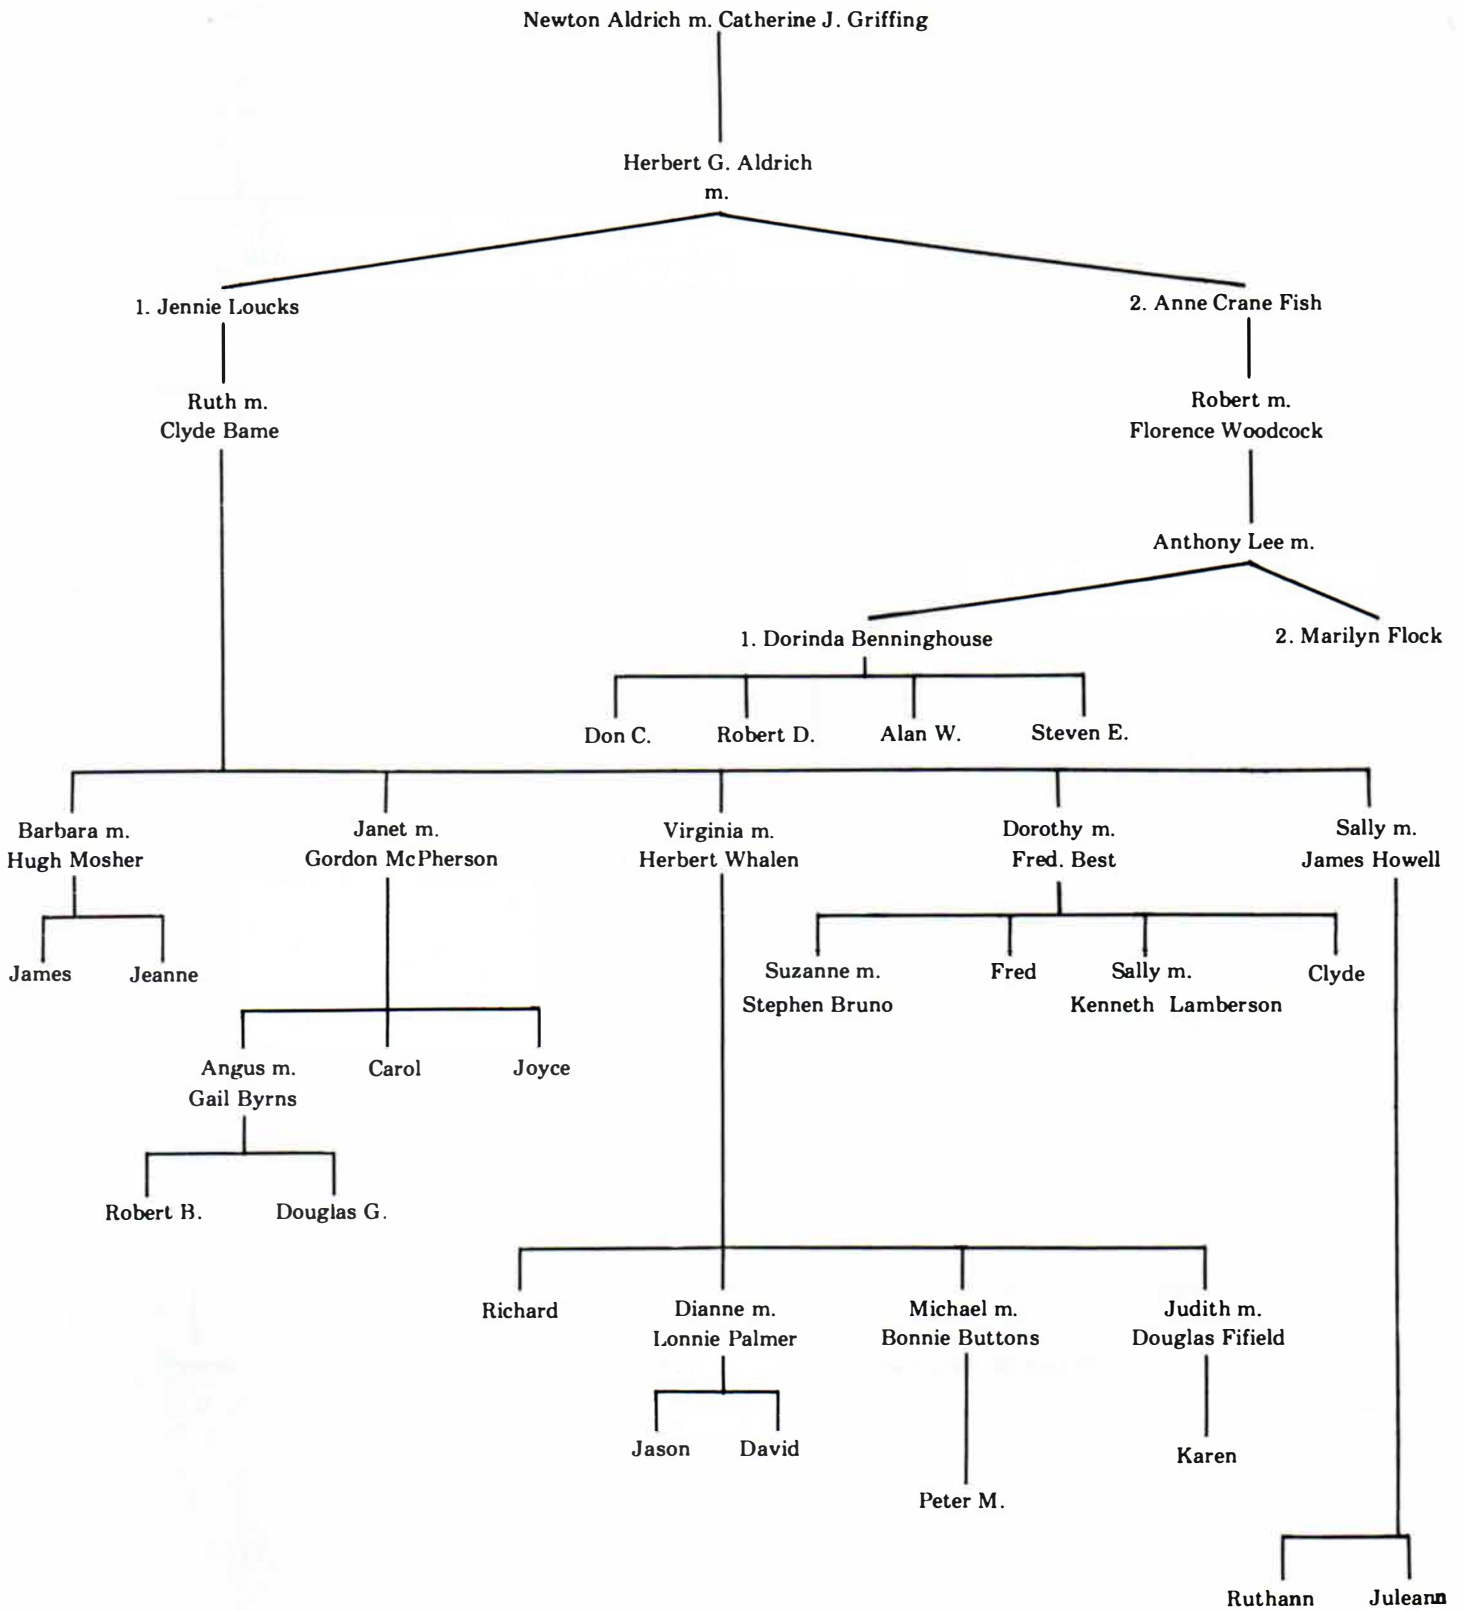 Newton Aldrich m. Catherine J. Griffing
Herbert G. Aldrich
m.
1. Jennie Loucks
2. Anne Crane Fish
Ruth m.
Clyde Bame
Robert m.
Florence Woodcock
Anthony Lee m.
1. Dorinda Benninghouse
2. Marilyn Flock
Don C.
Robert D.
Alan W.
Steven E.
Barbara m.
Hugh Mosher
Janet m.
Gordon McPherson
Virginia m.
Herbert Whalen
Dorothy m.
Fred. Best
Sally m.
James Howell
James
Jeanne
Suzanne m.
Stephen Bruno
Fred
Sally m.
Kenneth Lamberson
Clyde
Angus m.
Gail Byrns
Carol
Joyce
Robert B.
Douglas G.
Richard
Dianne m.
Lonnie Palmer
Michael m.
Bonnie Buttons
Judith m.
Douglas Fifield
Jason
David
Karen
Peter M.
Ruthann
Juleann